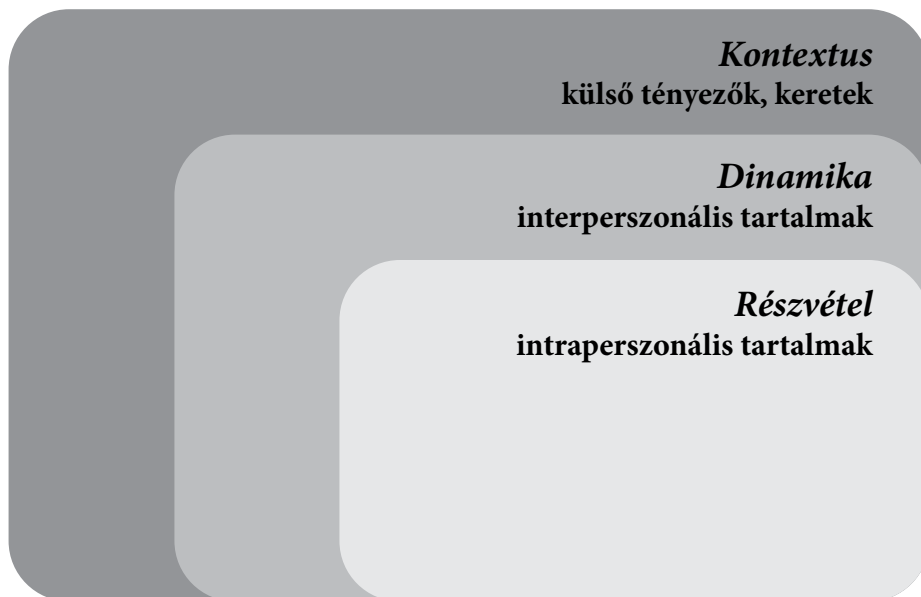 Kontextus
külső tényezők, keretek
Dinamika
interperszonális tartalmak
Részvétel
intraperszonális tartalmak